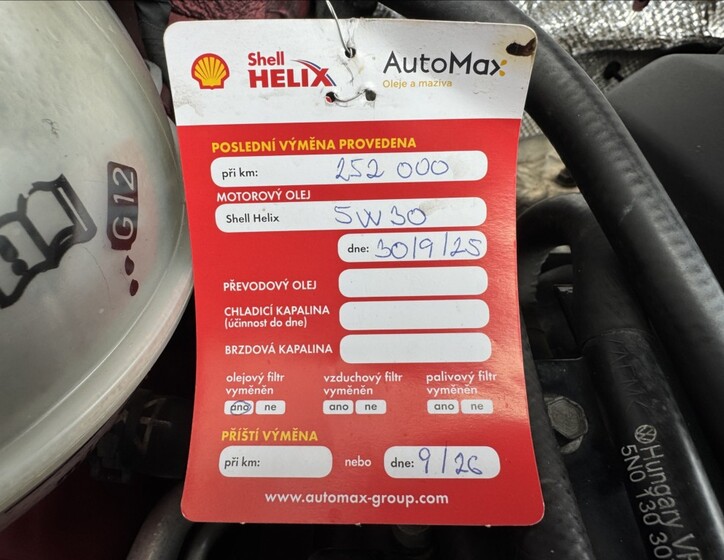 Shell
HELIX
AutoMax
Oleje a maziva
POSLEDNÍ VÝMĚNA PROVEDENA
při km: 252 000
MOTOROVÝ OLEJ
Shell Helix 5W30
dne: 30/9/25
PŘEVODOVÝ OLEJ
CHLADICÍ KAPALINA
(účinnost do dne)
BRZDOVÁ KAPALINA
olejový filtr
vyměněn
ano ne
vzduchový filtr
vyměněn
ano ne
palivový filtr
vyměněn
ano ne
PŘÍŠTÍ VÝMĚNA
při km: nebo dne: 9/26
www.automax-group.com
G12
Hungary
5N0 130 30